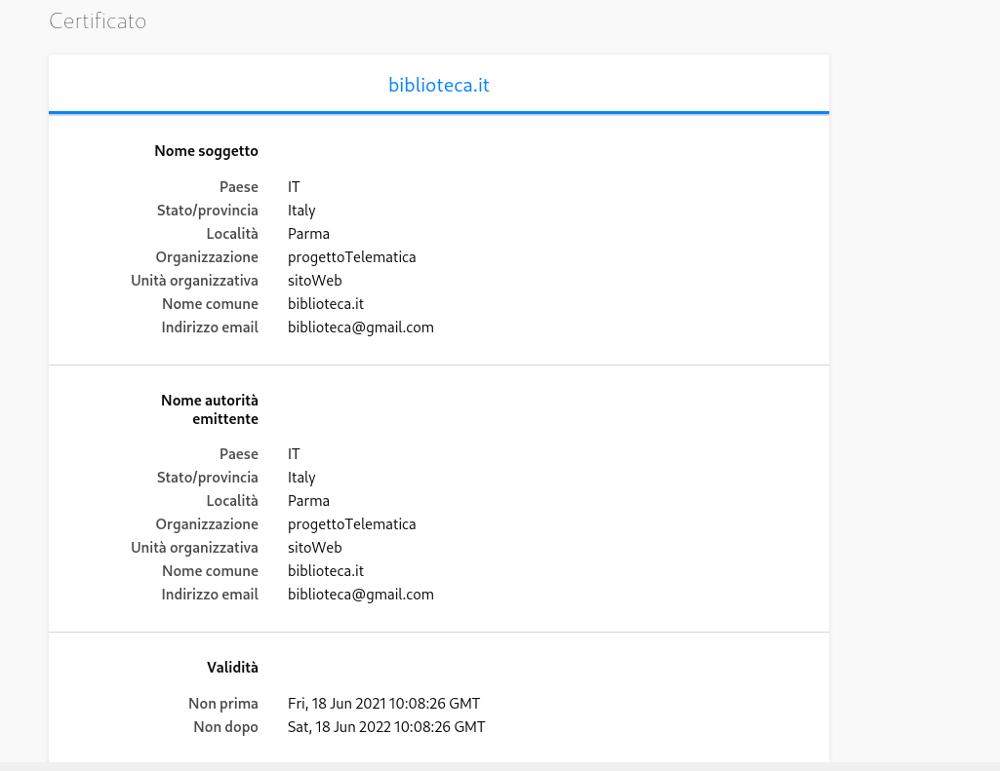 Certificato
biblioteca.it
Nome soggetto
Paese IT
Stato/provincia Italy
Località Parma
Organizzazione progettoTelematica
Unità organizzativa sitoWeb
Nome comune biblioteca.it
Indirizzo email biblioteca@gmail.com
Nome autorità
emittente
Paese IT
Stato/provincia Italy
Località Parma
Organizzazione progettoTelematica
Unità organizzativa sitoWeb
Nome comune biblioteca.it
Indirizzo email biblioteca@gmail.com
Validità
Non prima Fri, 18 Jun 2021 10:08:26 GMT
Non dopo Sat, 18 Jun 2022 10:08:26 GMT